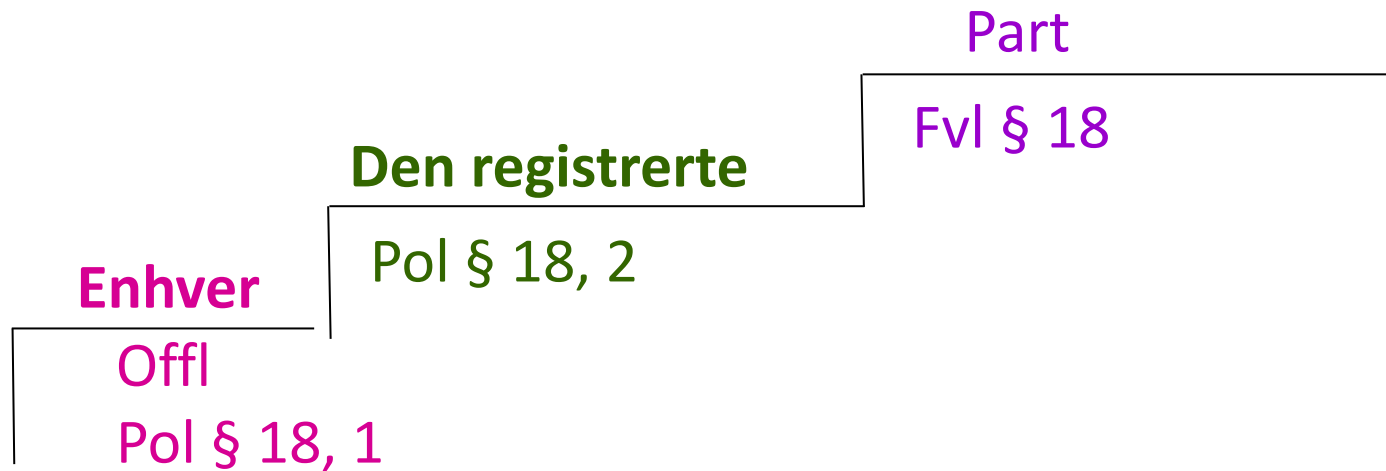 Part
Fvl § 18
Den registrerte
Pol § 18, 2
Enhver
Offl
Pol § 18, 1